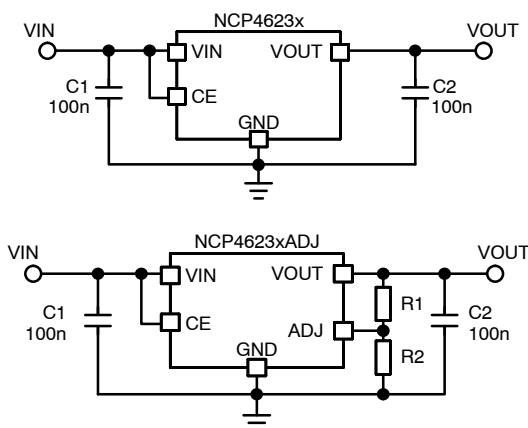 NCP4623x
VIN
VOUT
VIN
VOUT
C1
100n
CE
C2
100n
GND
NCP4623xADJ
VIN
VOUT
VIN
VOUT
C1
100n
CE
ADJ
R1
C2
100n
GND
R2